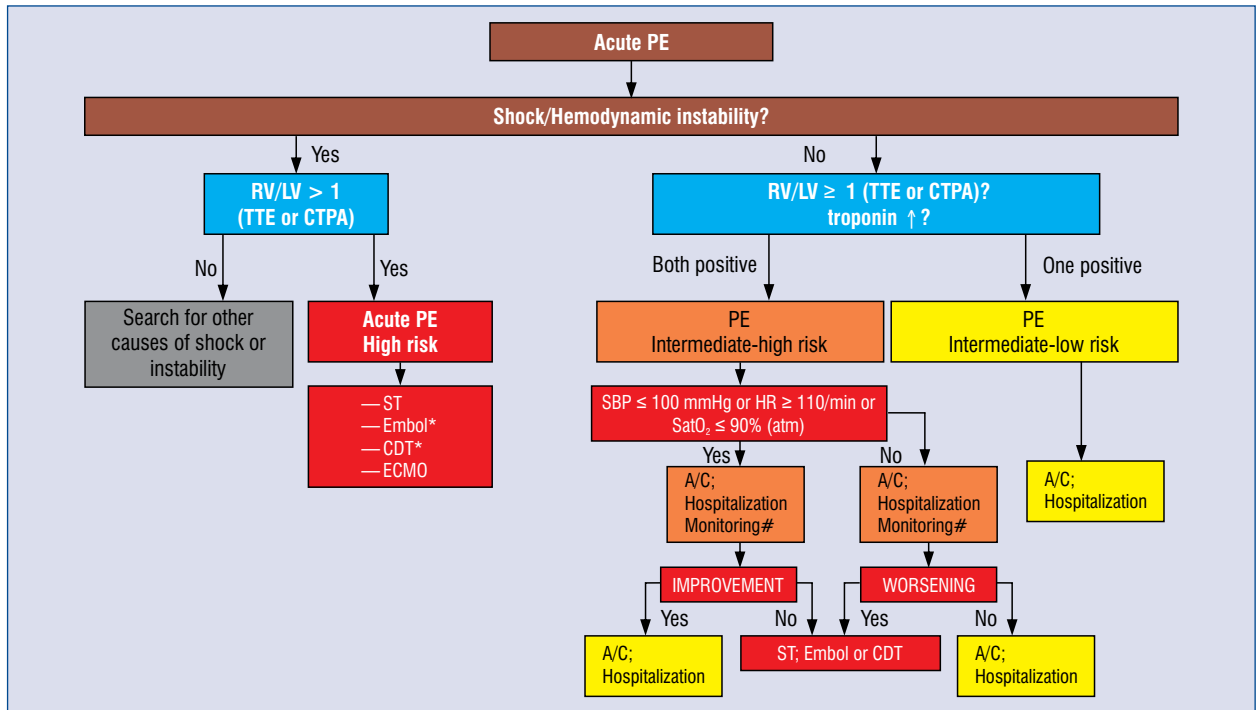 Acute PE
Shock/Hemodynamic instability?
Yes
No
RV/LV > 1
(TTE or CTPA)
RV/LV ≥ 1 (TTE or CTPA)?
troponin ↑ ?
No
Yes
Both positive
One positive
Search for other
causes of shock or
instability
Acute PE
High risk
PE
Intermediate-high risk
PE
Intermediate-low risk
— ST
— Embol*
— CDT*
— ECMO
SBP ≤ 100 mmHg or HR ≥ 110/min or
SatO₂ ≤ 90% (atm)
Yes
No
A/C;
Hospitalization
Monitoring#
A/C;
Hospitalization
Monitoring#
A/C;
Hospitalization
IMPROVEMENT
WORSENING
Yes
No
Yes
No
A/C;
Hospitalization
ST; Embol or CDT
A/C;
Hospitalization